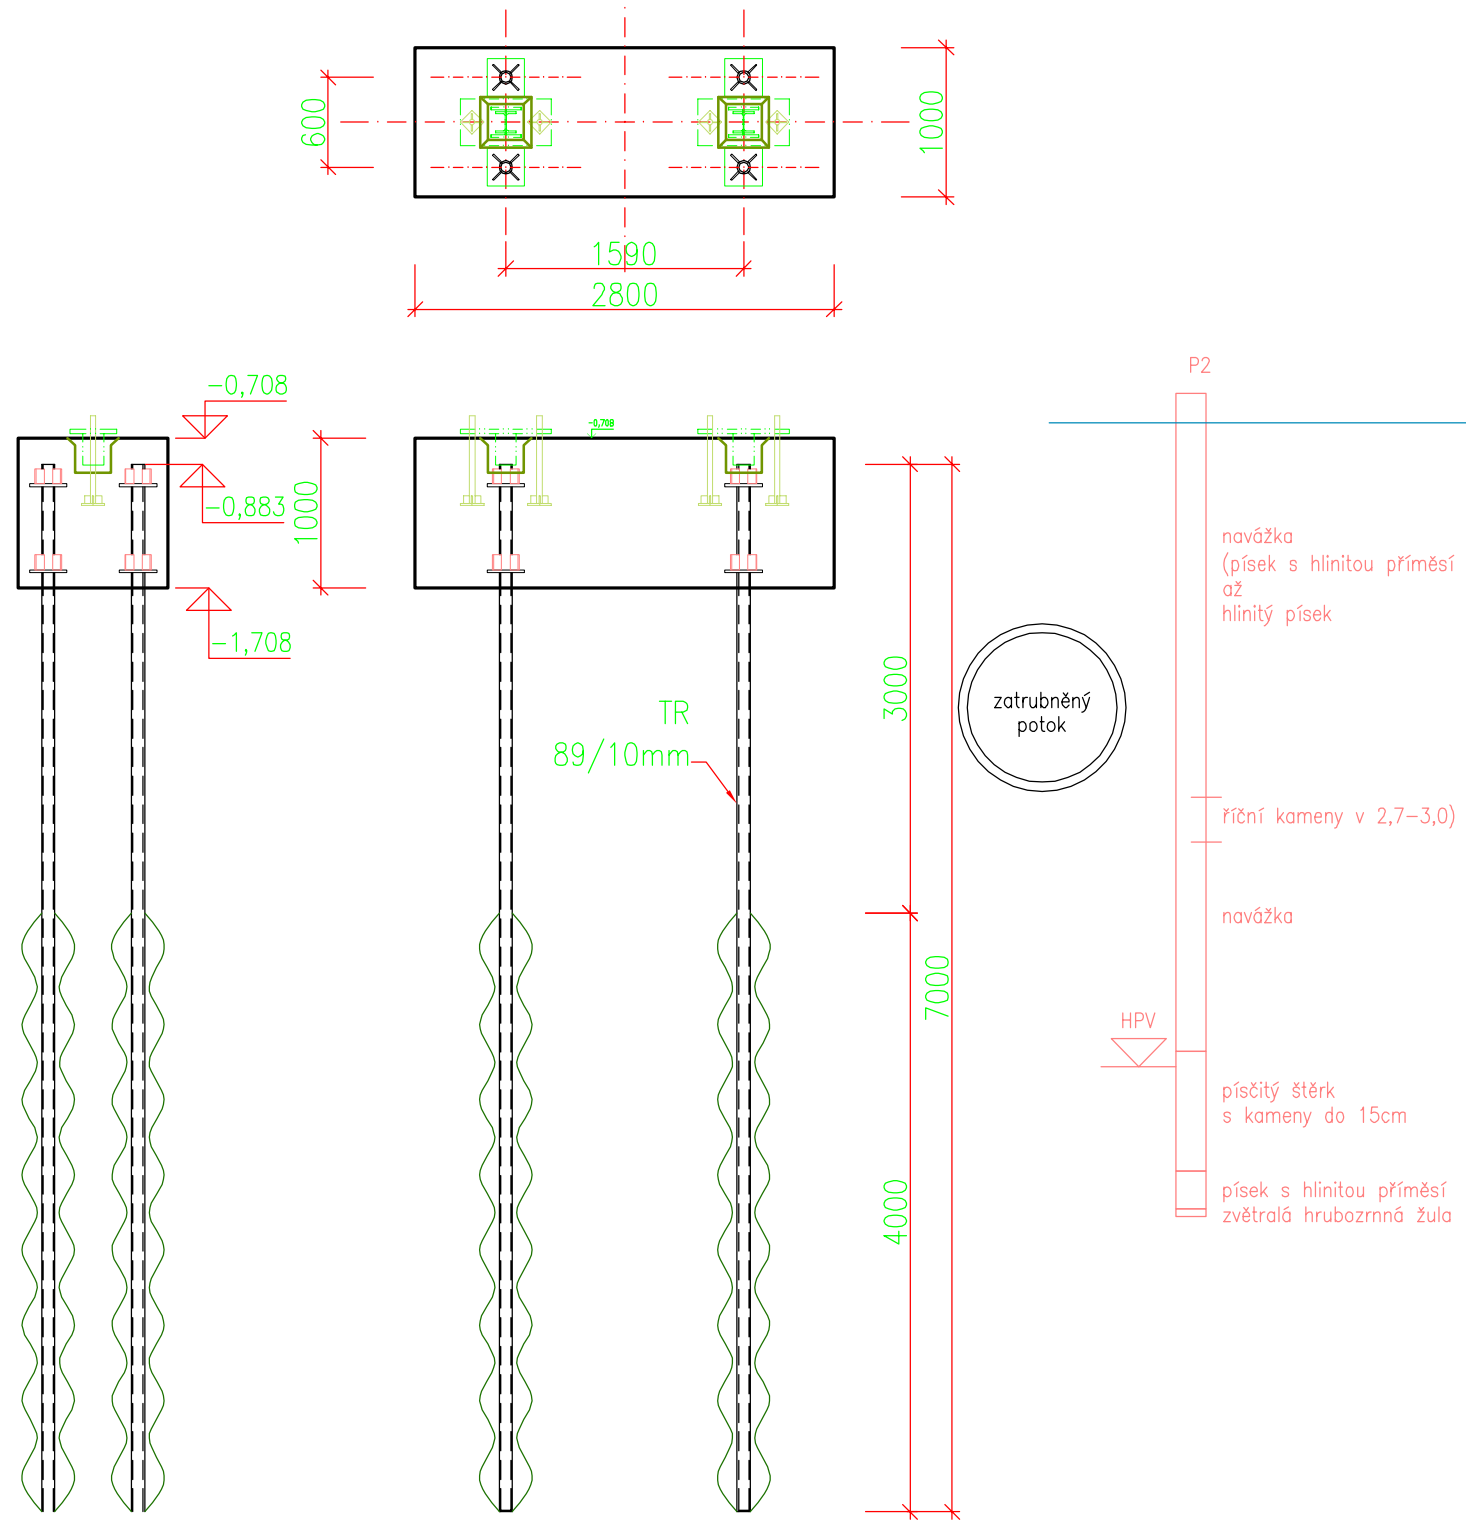 600
1000
1590
2800
P2
-0,708
-0,708
-0,883
1000
-1,708
navážka
(písek s hlinitou příměsí
až
hlinitý písek
zatrubněný
potok
3000
TR
89/10mm
říční kameny v 2,7-3,0)
navážka
7000
HPV
písčitý štěrk
s kameny do 15cm
4000
písek s hlinitou příměsí
zvětralá hrubozrnná žula